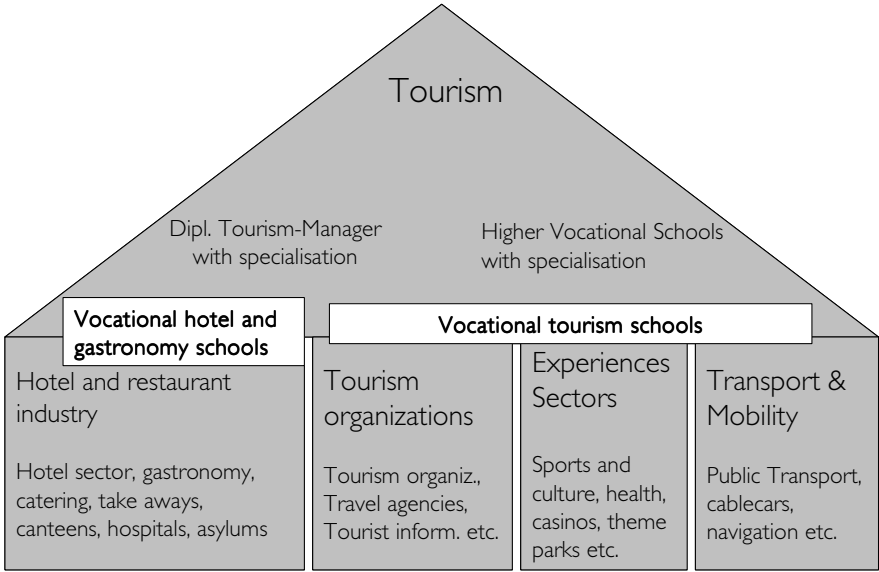 Tourism
Dipl. Tourism-Manager
with specialisation
Higher Vocational Schools
with specialisation
Vocational hotel and
gastronomy schools
Vocational tourism schools
Hotel and restaurant
industry
Hotel sector, gastronomy,
catering, take aways,
canteens, hospitals, asylums
Tourism
organizations
Tourism organiz.,
Travel agencies,
Tourist inform. etc.
Experiences
Sectors
Sports and
culture, health,
casinos, theme
parks etc.
Transport &
Mobility
Public Transport,
cablecars,
navigation etc.